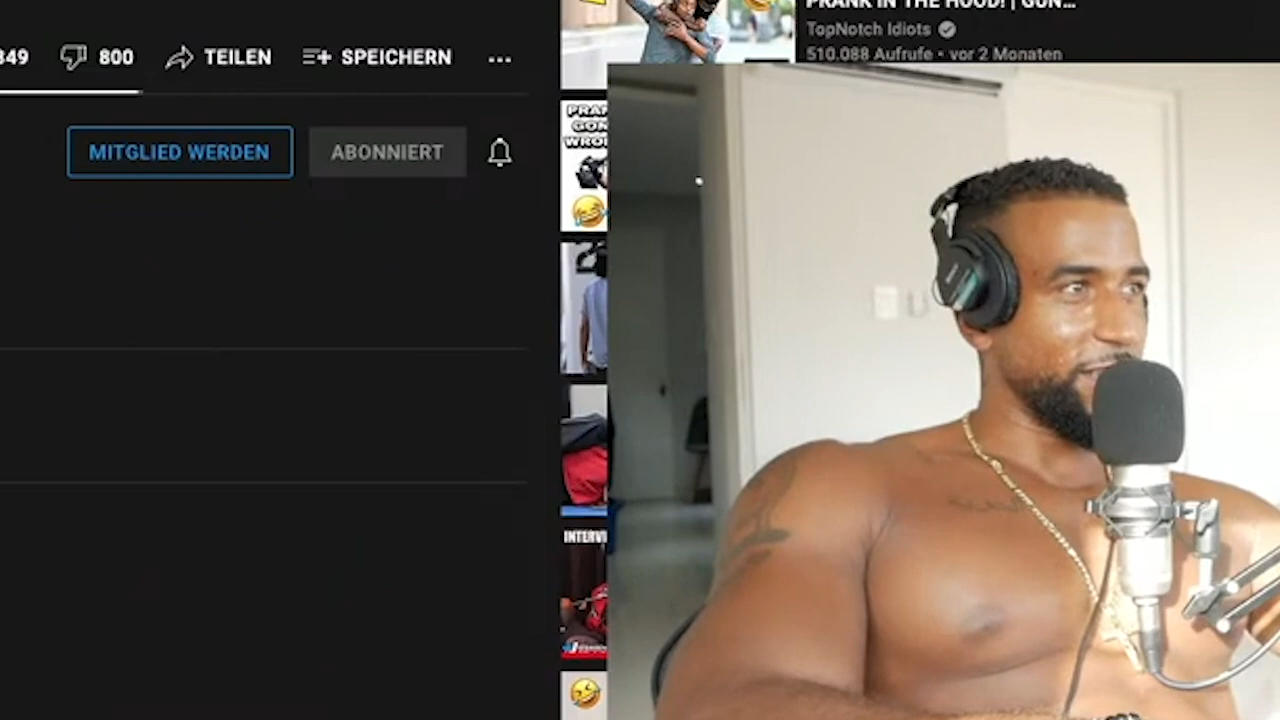 PRANK IN THE HOOD! | GUN…
TopNotch Idiots
510.088 Aufrufe • vor 2 Monaten
349
800
TEILEN
SPEICHERN
MITGLIED WERDEN
ABONNIERT
INTERVI